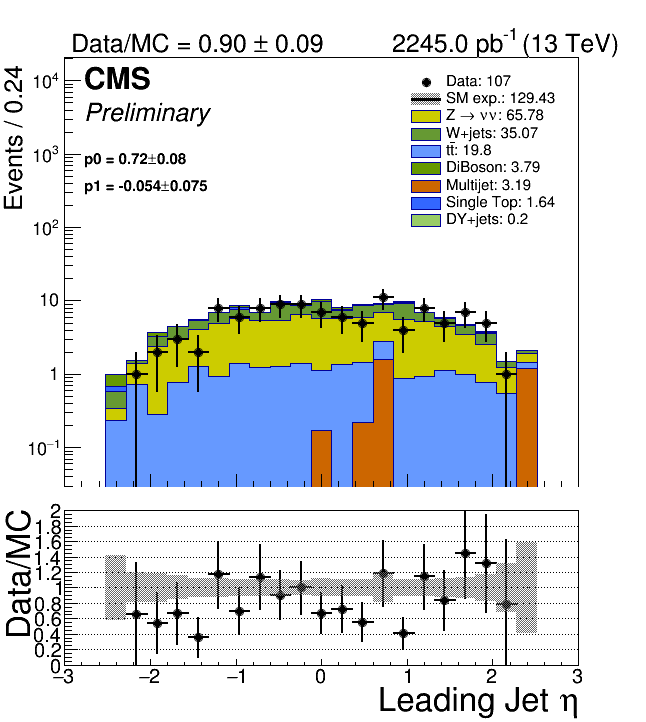 Data/MC = 0.90 ± 0.09 2245.0 pb⁻¹ (13 TeV)
CMS
Preliminary
p0 = 0.72±0.08
p1 = -0.054±0.075
Data: 107
SM exp.: 129.43
Z → νν: 65.78
W+jets: 35.07
tt̄: 19.8
DiBoson: 3.79
Multijet: 3.19
Single Top: 1.64
DY+jets: 0.2
Events / 0.24
10⁴
10³
10²
10
1
10⁻¹
Data/MC
2
1.8
1.6
1.4
1.2
1
0.8
0.6
0.4
0.2
0
−3 −2 −1 0 1 2 3
Leading Jet η